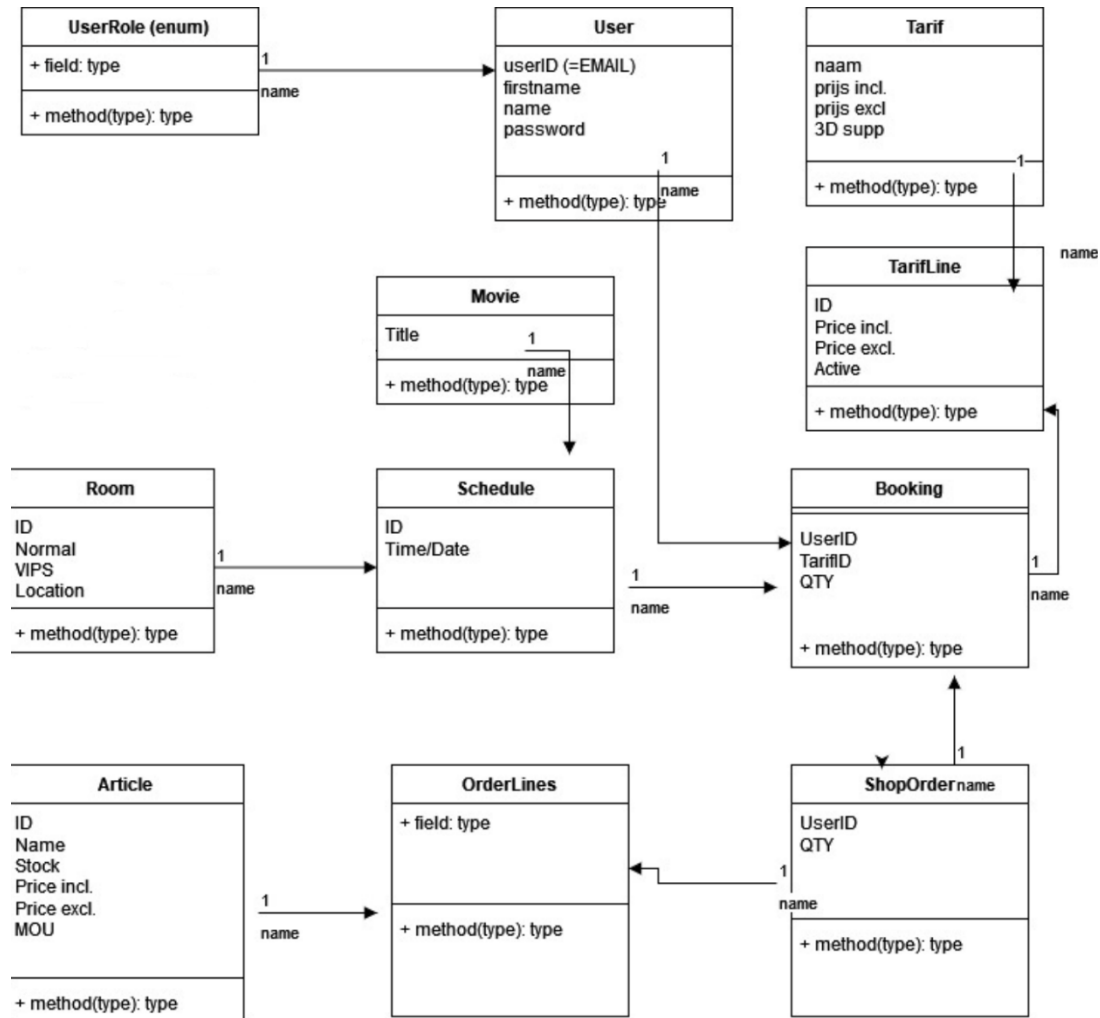 UserRole (enum)
+ field: type
+ method(type): type
1
name
User
userID (=EMAIL)
firstname
name
password
1
name
+ method(type): type
Tarif
naam
prijs incl.
prijs excl
3D supp
1
+ method(type): type
name
TarifLine
ID
Price incl.
Price excl.
Active
+ method(type): type
Movie
Title
1
name
+ method(type): type
Room
ID
Normal
VIPS
Location
+ method(type): type
1
name
Schedule
ID
Time/Date
+ method(type): type
1
name
Booking
UserID
TarifID
QTY
+ method(type): type
1
name
Article
ID
Name
Stock
Price incl.
Price excl.
MOU
+ method(type): type
1
name
OrderLines
+ field: type
+ method(type): type
1
name
ShopOrder
UserID
QTY
+ method(type): type
1
name